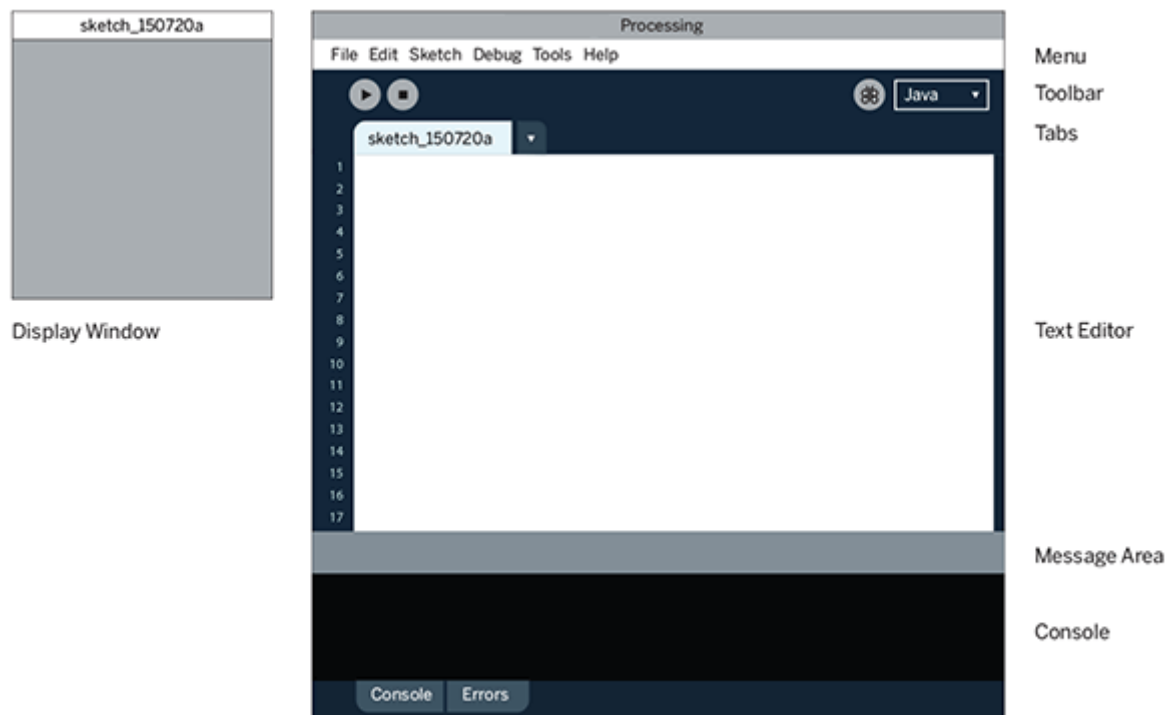 sketch_150720a
Display Window
Processing
File Edit Sketch Debug Tools Help
Java
sketch_150720a
1
2
3
4
5
6
7
8
9
10
11
12
13
14
15
16
17
Console Errors
Menu
Toolbar
Tabs
Text Editor
Message Area
Console